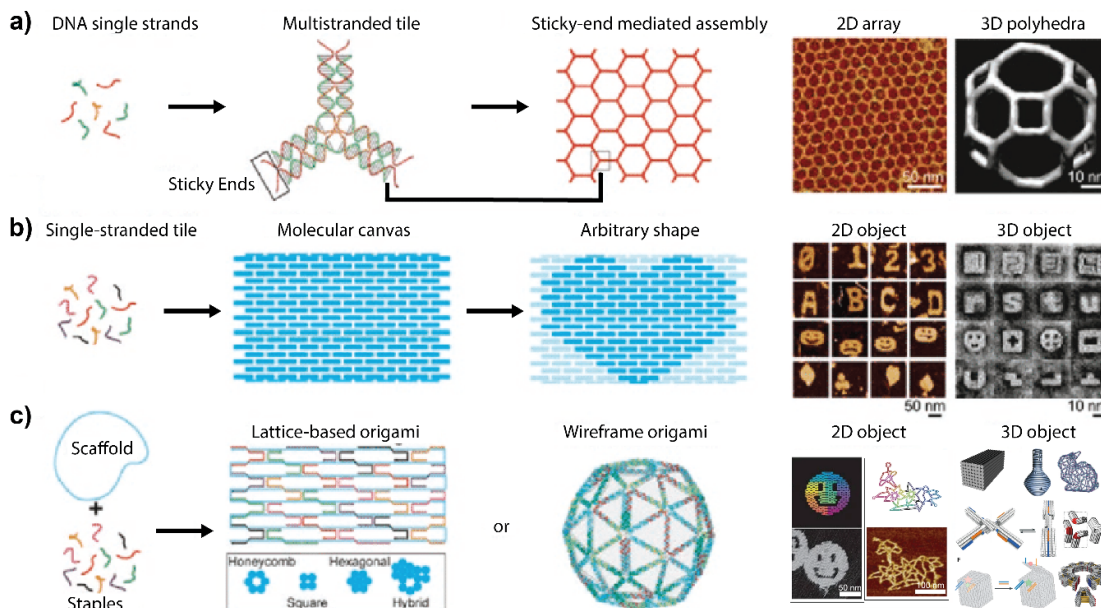 a)
DNA single strands
Multistranded tile
Sticky-end mediated assembly
2D array
3D polyhedra
Sticky Ends
50 nm
10 nm
b)
Single-stranded tile
Molecular canvas
Arbitrary shape
2D object
3D object
0 1 2 3
A B C D
r s t u
50 nm
10 nm
c)
Scaffold
+
Staples
Lattice-based origami
Honeycomb
Hexagonal
Square
Hybrid
or
Wireframe origami
2D object
3D object
50 nm
100 nm